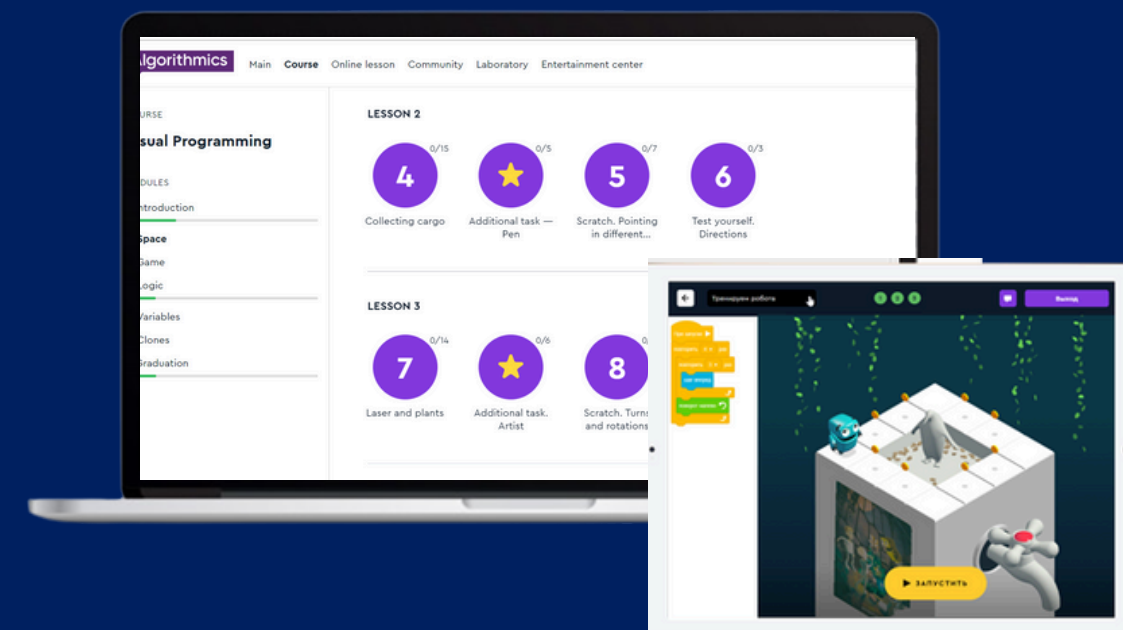 lgorithmics
Main Course Online lesson Community Laboratory Entertainment center
URSE
sual Programming
DULES
ntroduction
Space
Game
Logic
Variables
Clones
Graduation
LESSON 2
4 0/15
0/5
5 0/7
6 0/3
Collecting cargo
Additional task —
Pen
Scratch. Pointing
in different...
Test yourself.
Directions
LESSON 3
7 0/14
0/6
8
Laser and plants
Additional task.
Artist
Scratch. Turns
and rotations
Тренируем робота
1 2 3
Выход
ЗАПУСТИТЬ